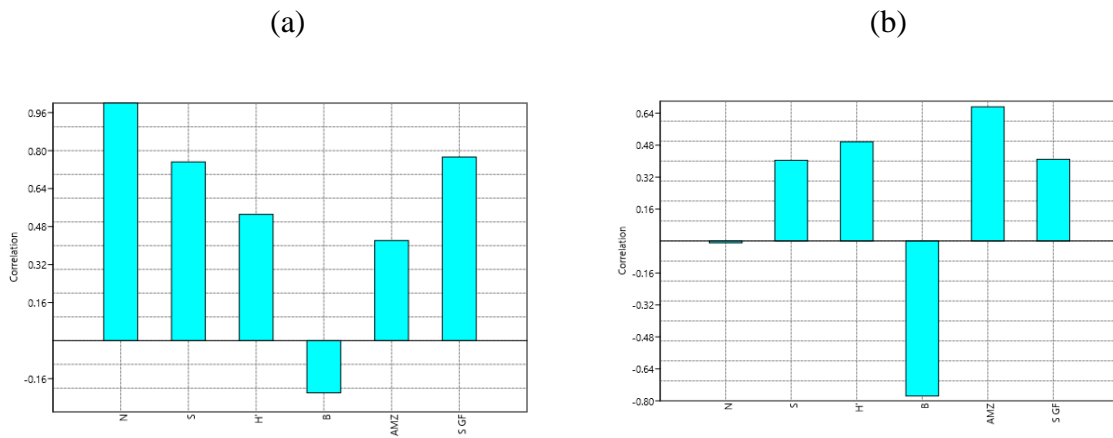 (a)
(b)
0.96
0.80
0.64
0.48
0.32
0.16
-0.16
Correlation
N
S
H'
B
AMZ
S GF
0.64
0.48
0.32
0.16
-0.16
-0.32
-0.48
-0.64
-0.80
Correlation
N
S
H'
B
AMZ
S GF